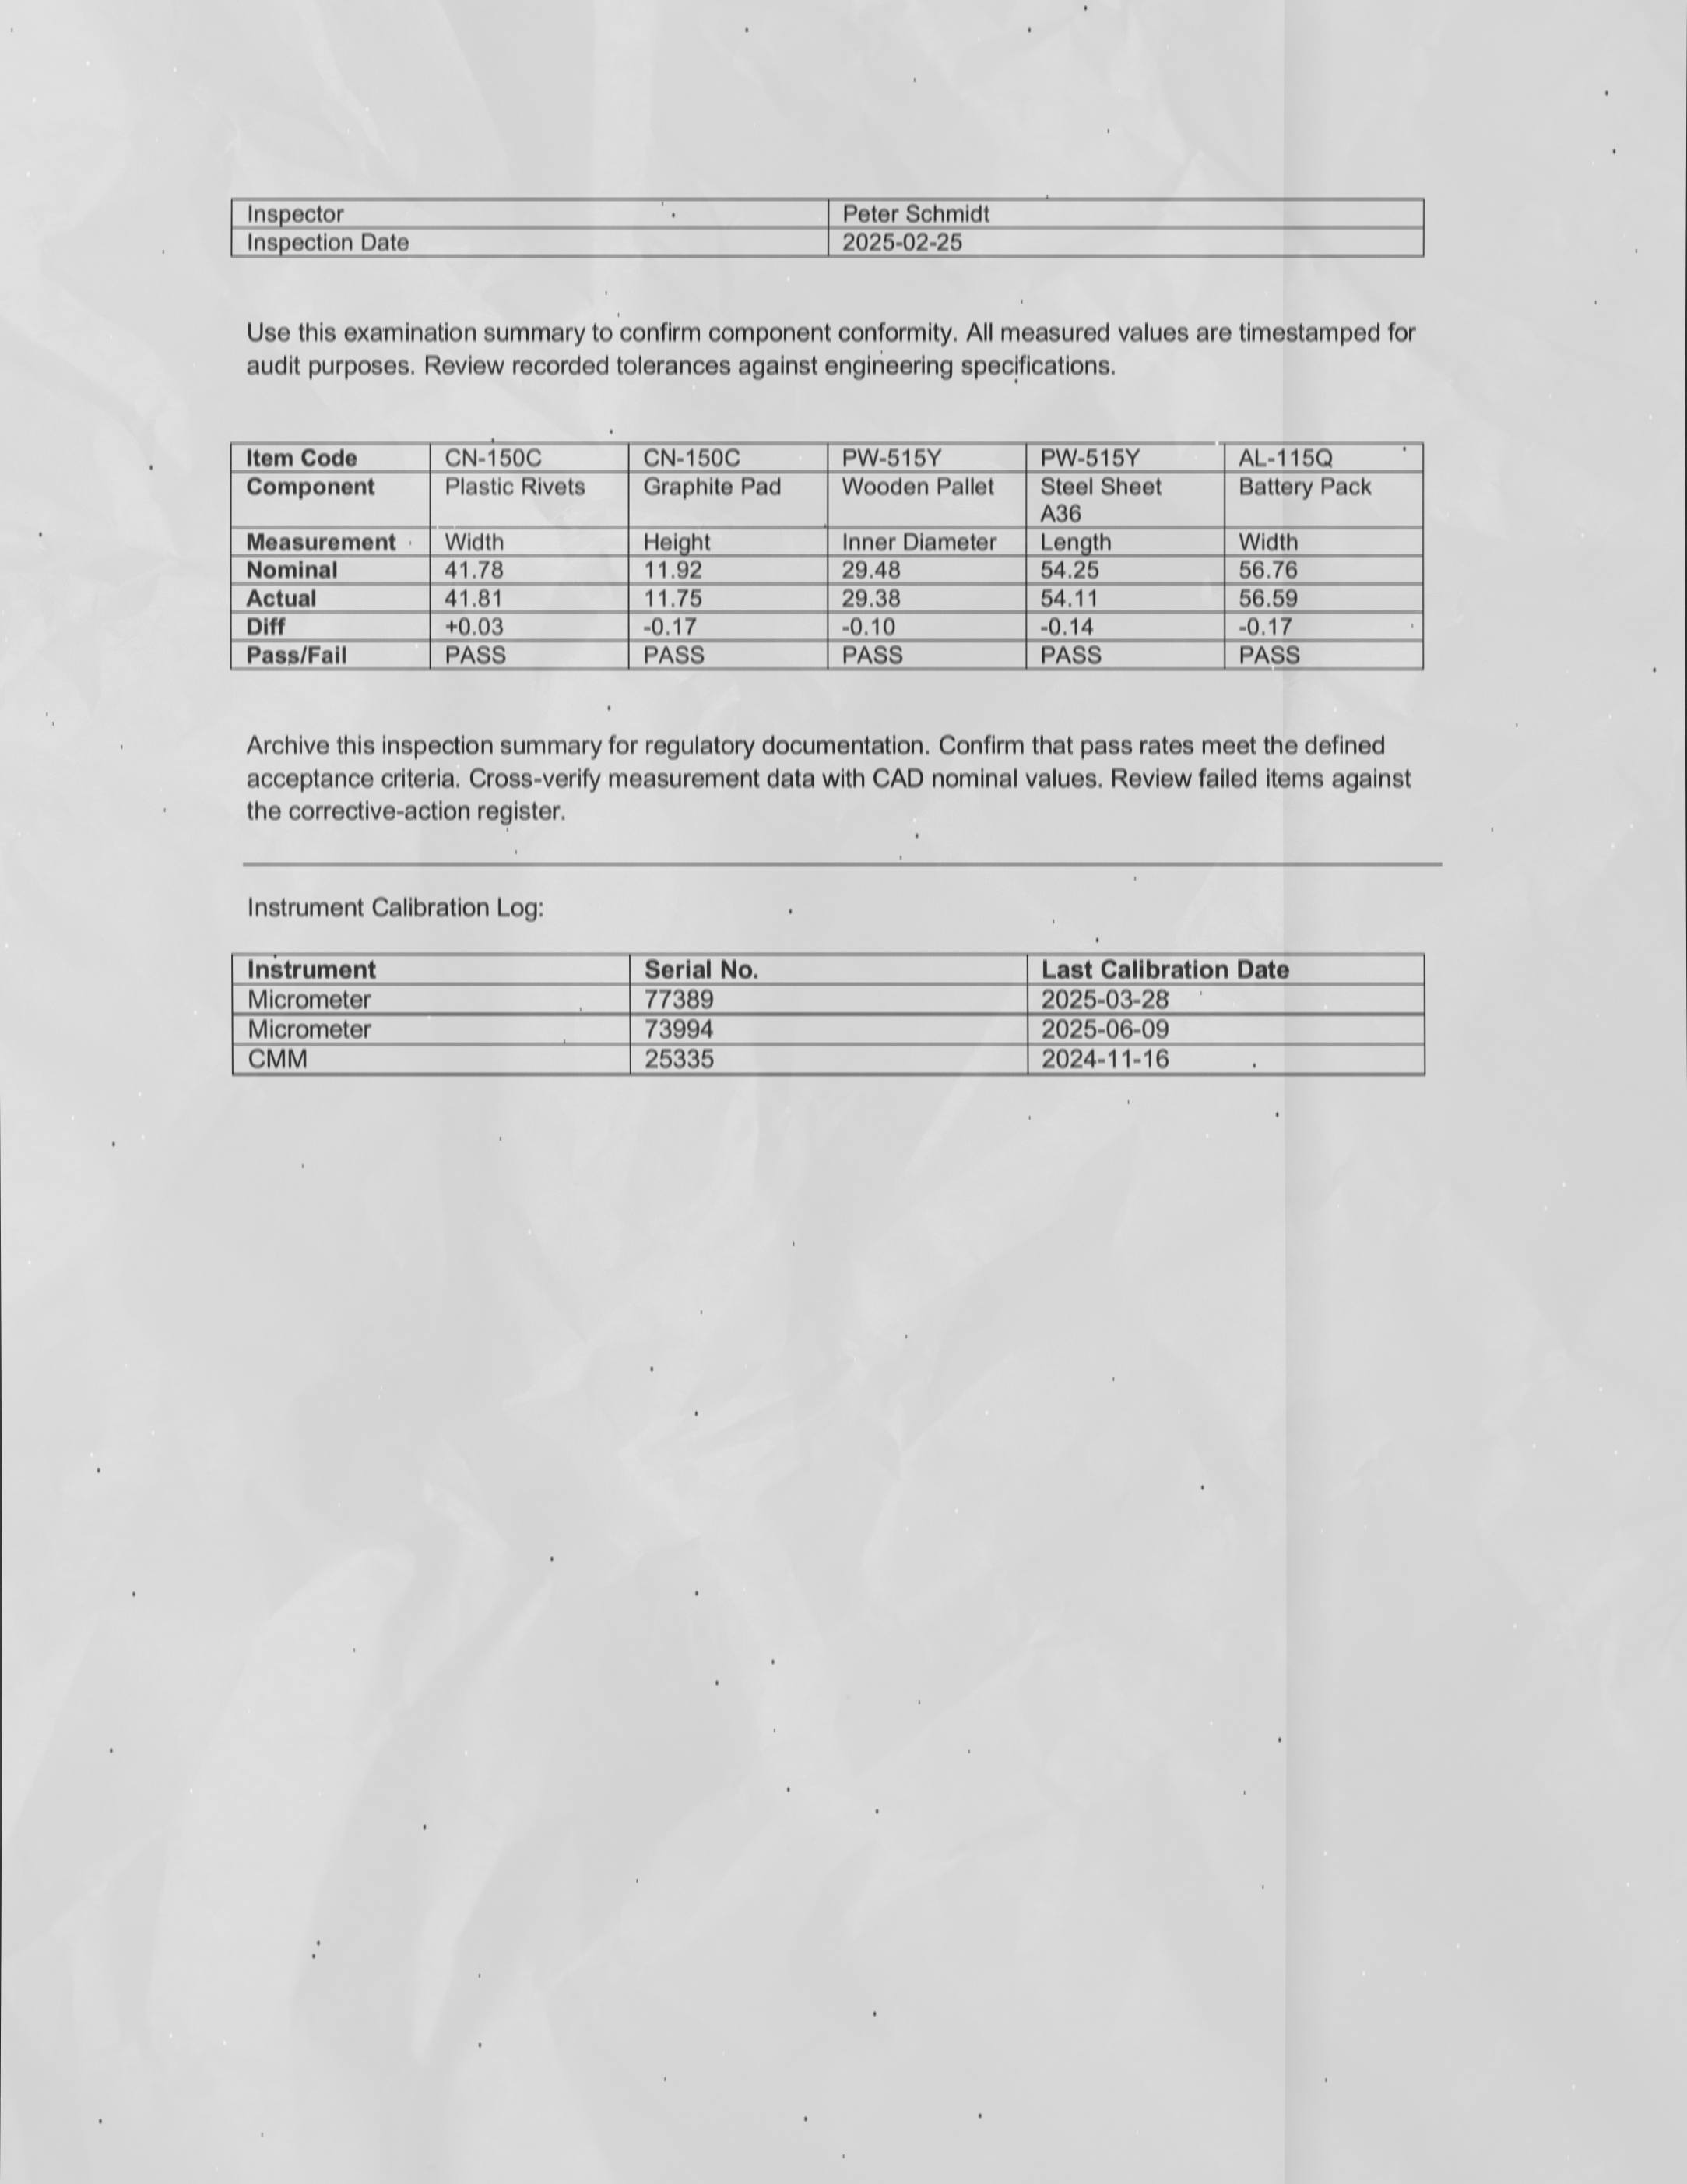 Inspector Peter Schmidt
Inspection Date 2025-02-25
Use this examination summary to confirm component conformity. All measured values are timestamped for
audit purposes. Review recorded tolerances against engineering specifications.
Item Code CN-150C CN-150C PW-515Y PW-515Y AL-115Q
Component Plastic Rivets Graphite Pad Wooden Pallet Steel Sheet Battery Pack
A36
Measurement Width Height Inner Diameter Length Width
Nominal 41.78 11.92 29.48 54.25 56.76
Actual 41.81 11.75 29.38 54.11 56.59
Diff +0.03 -0.17 -0.10 -0.14 -0.17
Pass/Fail PASS PASS PASS PASS PASS
Archive this inspection summary for regulatory documentation. Confirm that pass rates meet the defined
acceptance criteria. Cross-verify measurement data with CAD nominal values. Review failed items against
the corrective-action register.
Instrument Calibration Log:
Instrument Serial No. Last Calibration Date
Micrometer 77389 2025-03-28
Micrometer 73994 2025-06-09
CMM 25335 2024-11-16